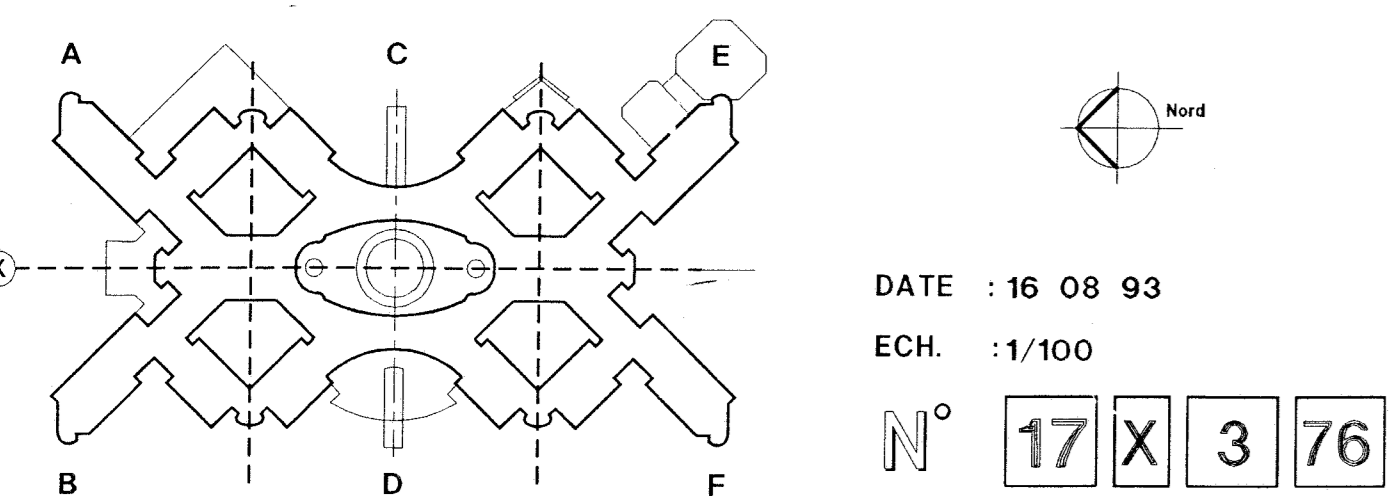 A C E
Nord
X
DATE : 16 08 93
ECH. : 1/100
N° 17 X 3 76
B D F